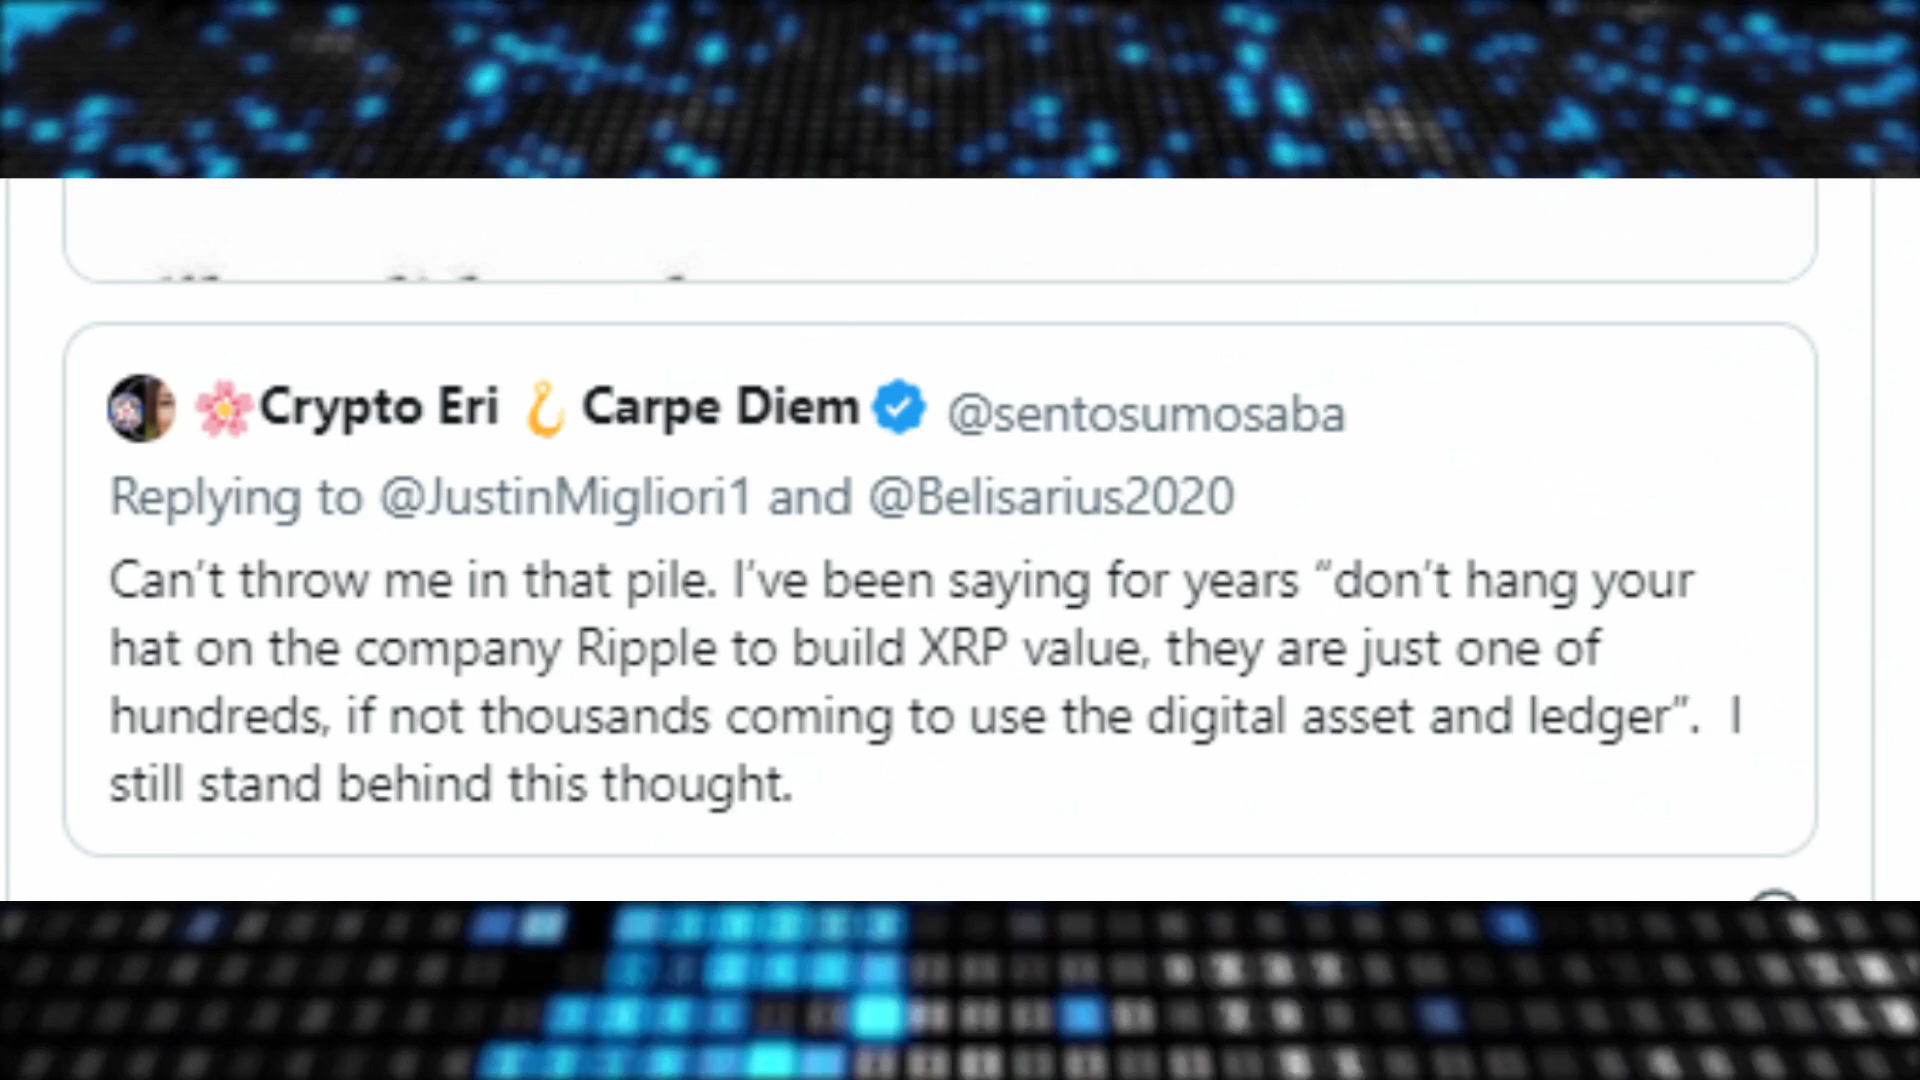 🌸Crypto Eri 🪝 Carpe Diem @sentosumosaba
Replying to @JustinMigliori1 and @Belisarius2020
Can’t throw me in that pile. I’ve been saying for years “don’t hang your
hat on the company Ripple to build XRP value, they are just one of
hundreds, if not thousands coming to use the digital asset and ledger”.  I
still stand behind this thought.